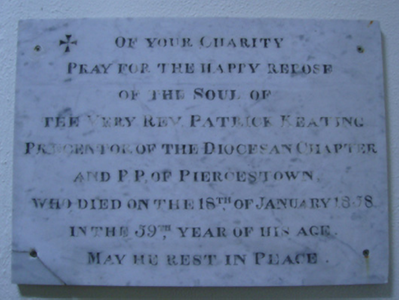 ✠ OF YOUR CHARITY
PRAY FOR THE HAPPY REPOSE
OF THE SOUL OF
THE VERY REV. PATRICK KEATING
PRECENTOR OF THE DIOCESAN CHAPTER
AND P.P. OF PIERCESTOWN,
WHO DIED ON THE 18TH OF JANUARY
IN THE 59TH YEAR OF HIS AGE.
MAY HE REST IN PEACE.